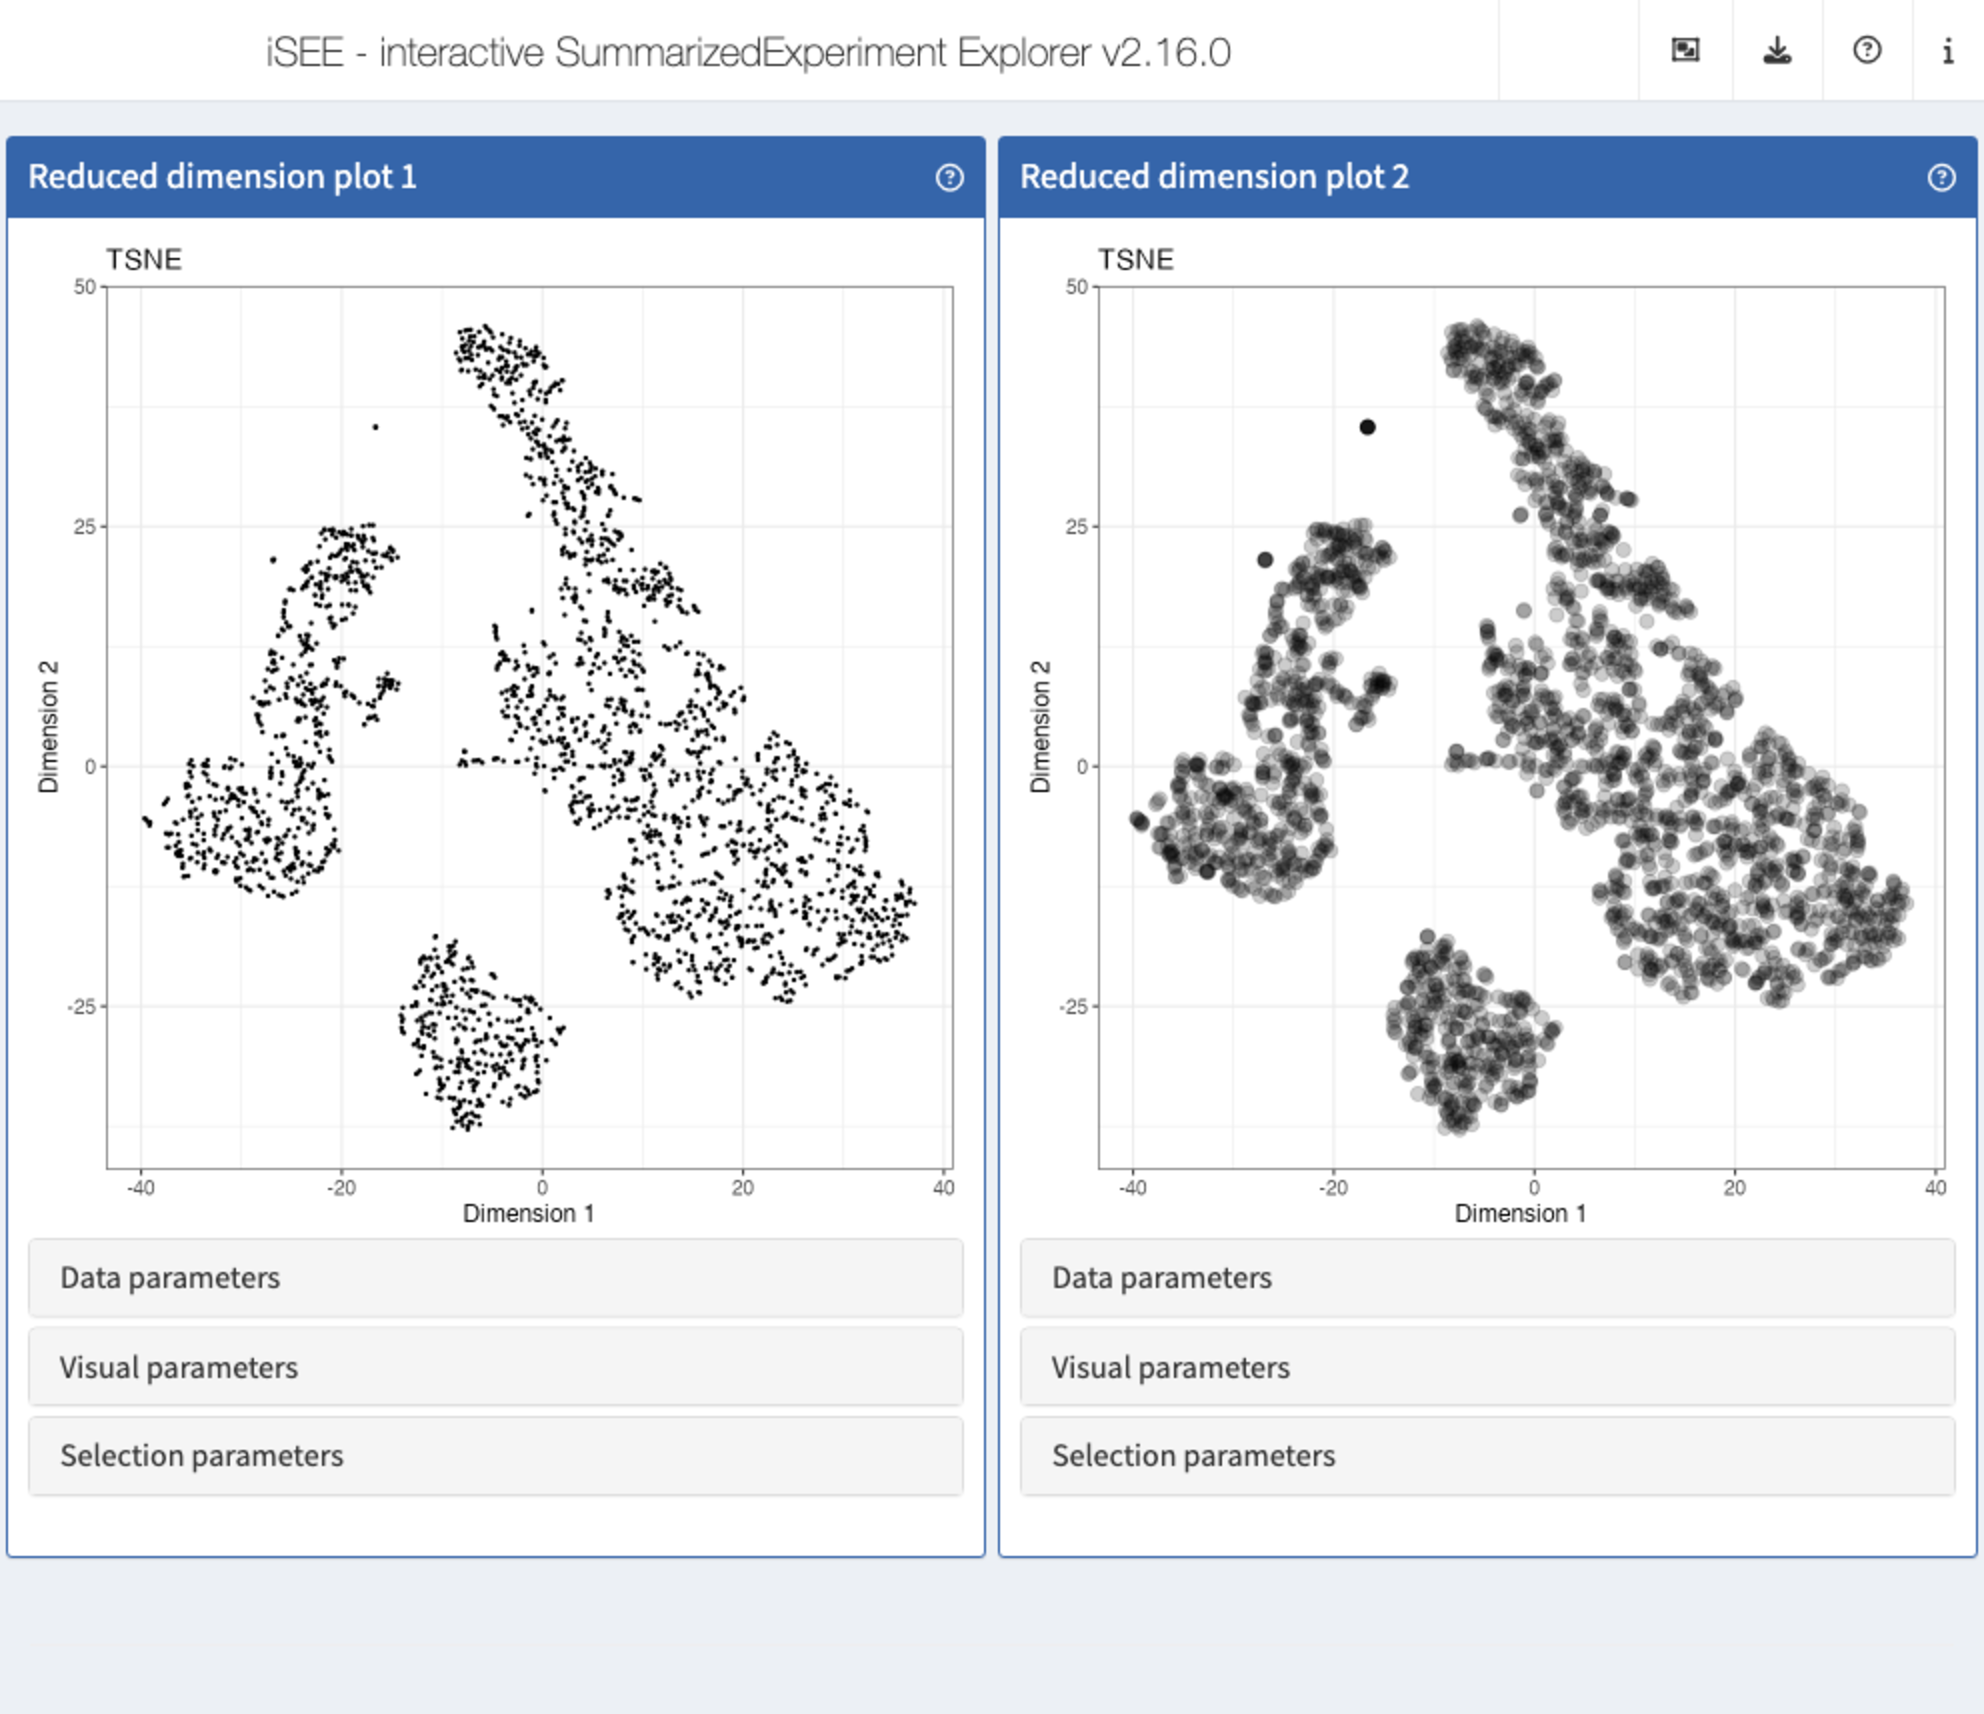 iSEE - interactive SummarizedExperiment Explorer v2.16.0
Reduced dimension plot 1
TSNE
50
25
0
-25
Dimension 2
-40 -20 0 20 40
Dimension 1
Data parameters
Visual parameters
Selection parameters
Reduced dimension plot 2
TSNE
50
25
0
-25
Dimension 2
-40 -20 0 20 40
Dimension 1
Data parameters
Visual parameters
Selection parameters